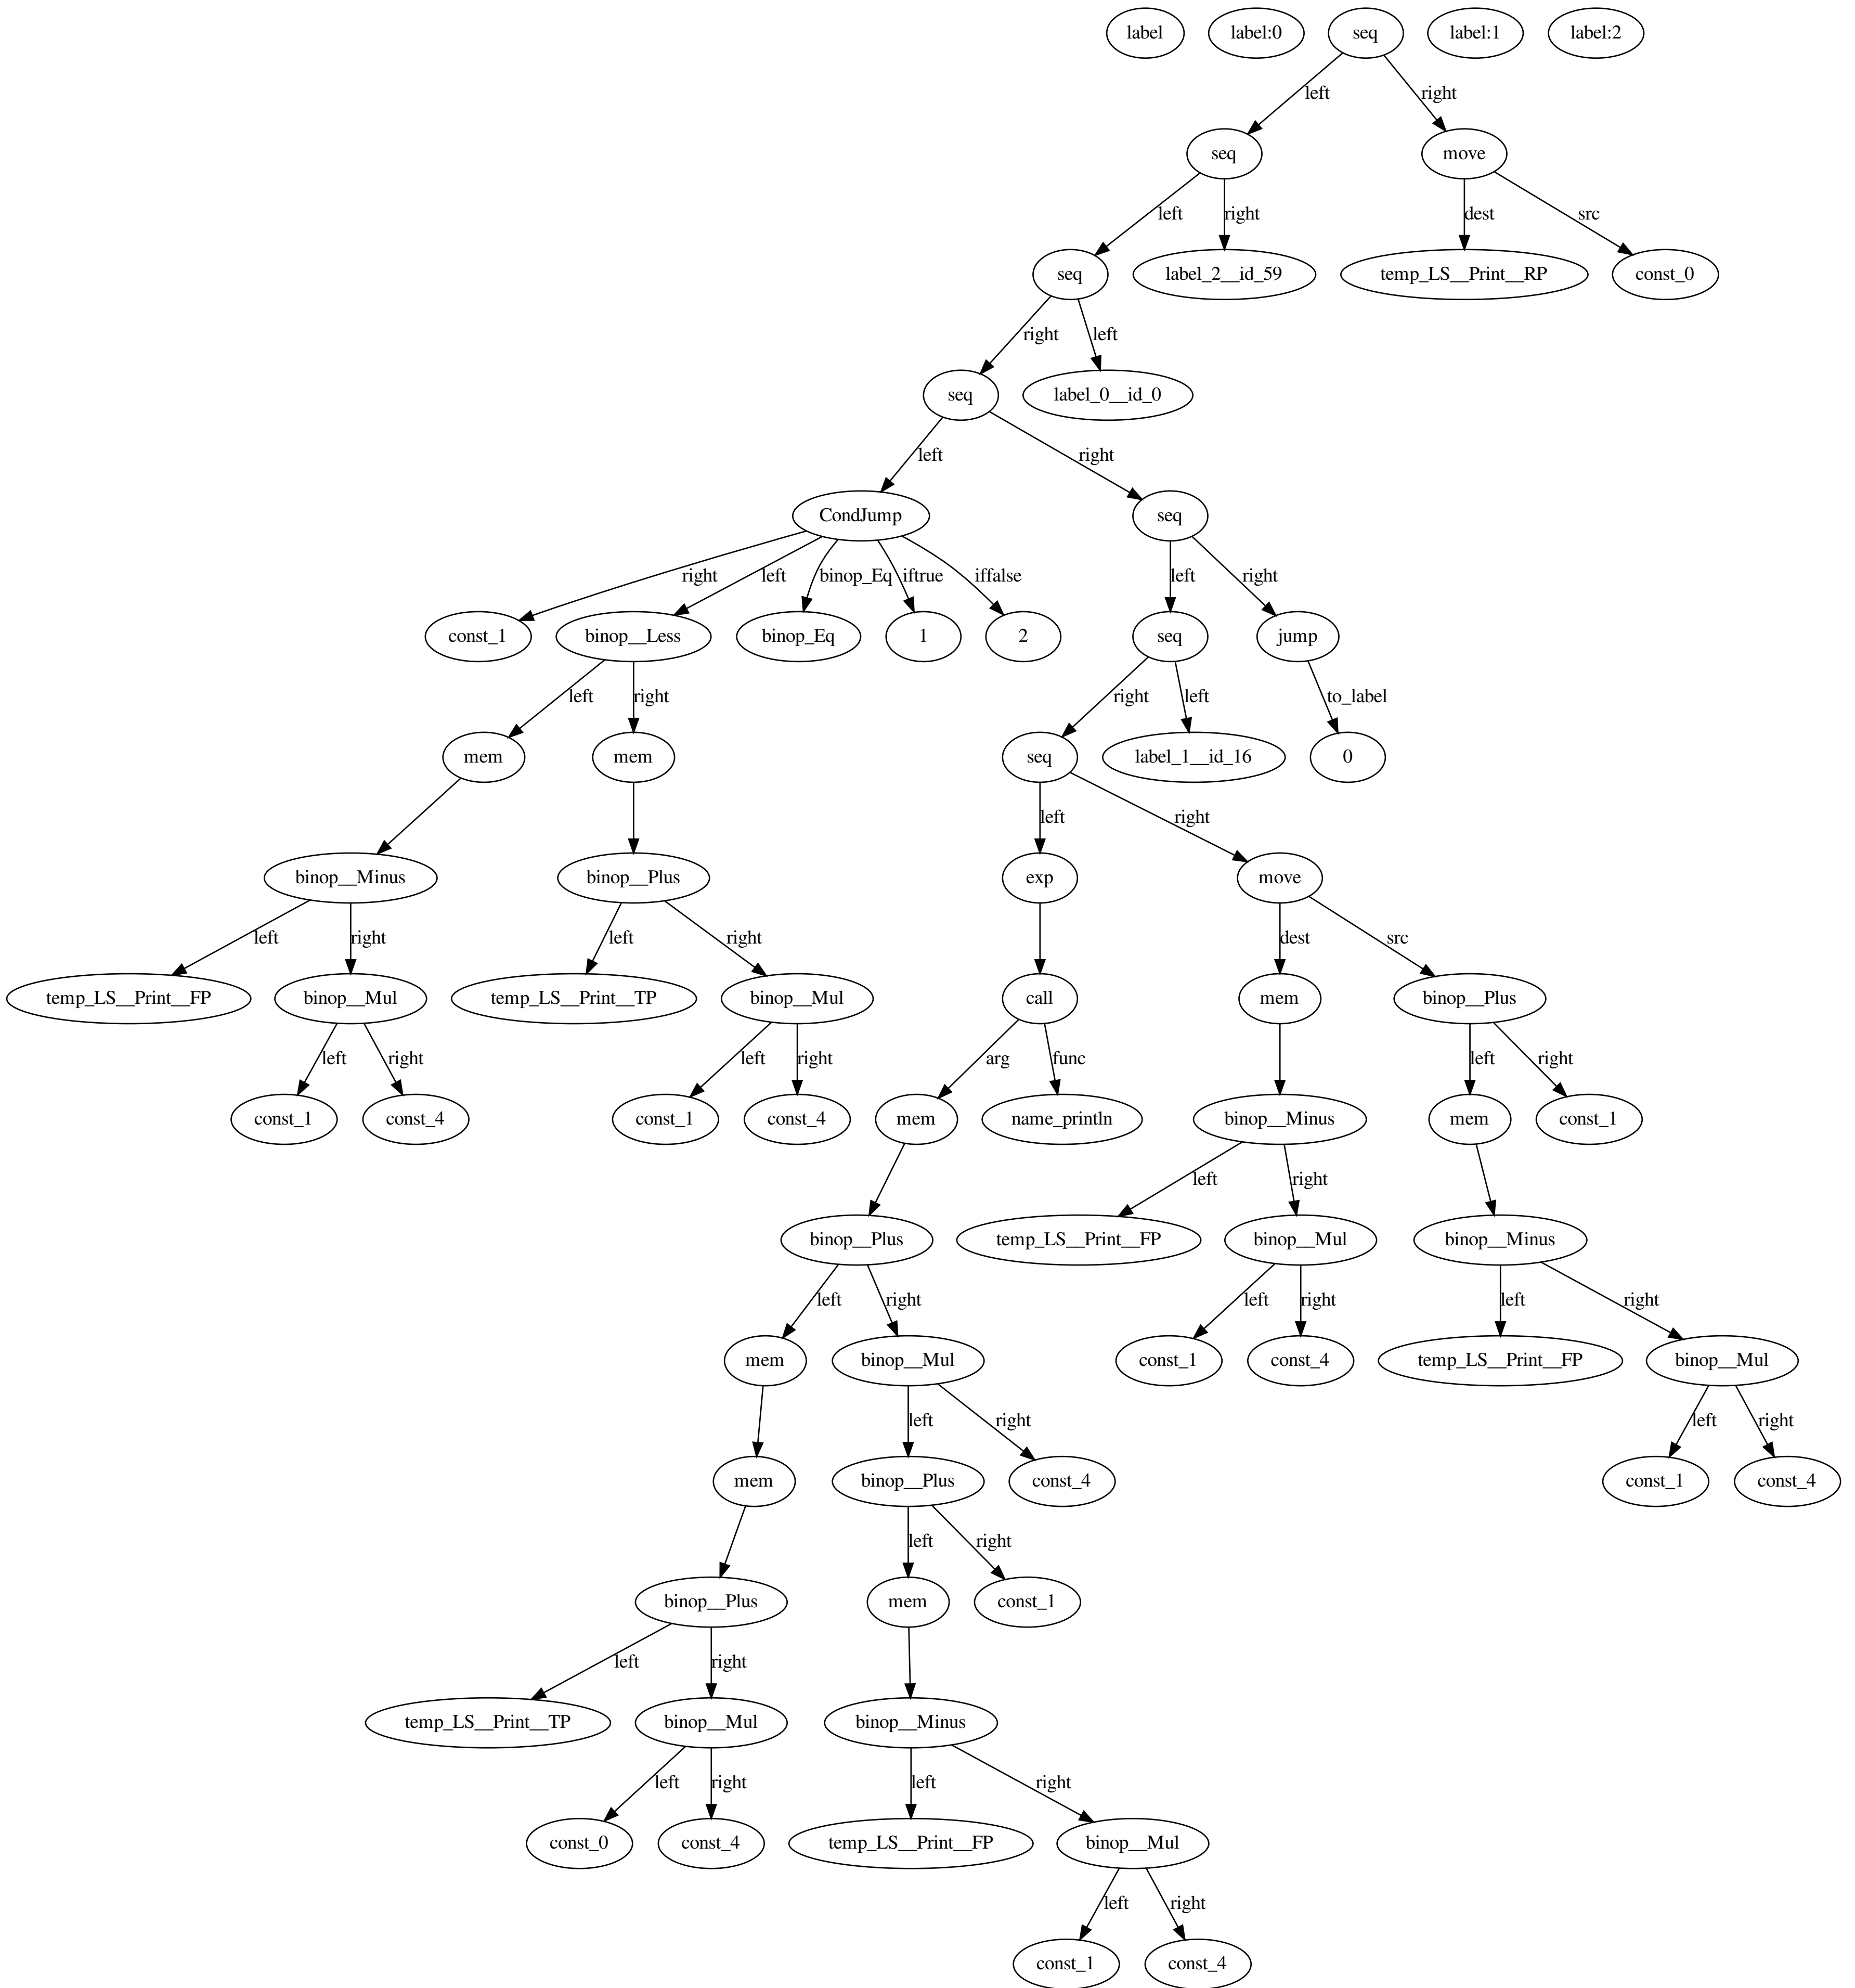 label label:0 seq label:1 label:2
left right
seq move
left right dest src
seq label_2__id_59 temp_LS__Print__RP const_0
right left
seq label_0__id_0
left right
CondJump seq
right left binop_Eq iftrue iffalse left right
const_1 binop__Less binop_Eq 1 2 seq jump
left right right left to_label
mem mem seq label_1__id_16 0
left right
binop__Minus binop__Plus exp move
left right left right dest src
temp_LS__Print__FP binop__Mul temp_LS__Print__TP binop__Mul call mem binop__Plus
left right left right arg func left right
const_1 const_4 const_1 const_4 mem name_println binop__Minus mem const_1
left right
binop__Plus temp_LS__Print__FP binop__Mul binop__Minus
left right left right left right
mem binop__Mul const_1 const_4 temp_LS__Print__FP binop__Mul
left right left right
mem binop__Plus const_4 const_1 const_4
left right
binop__Plus mem const_1
left right
temp_LS__Print__TP binop__Mul binop__Minus
left right left right
const_0 const_4 temp_LS__Print__FP binop__Mul
left right
const_1 const_4